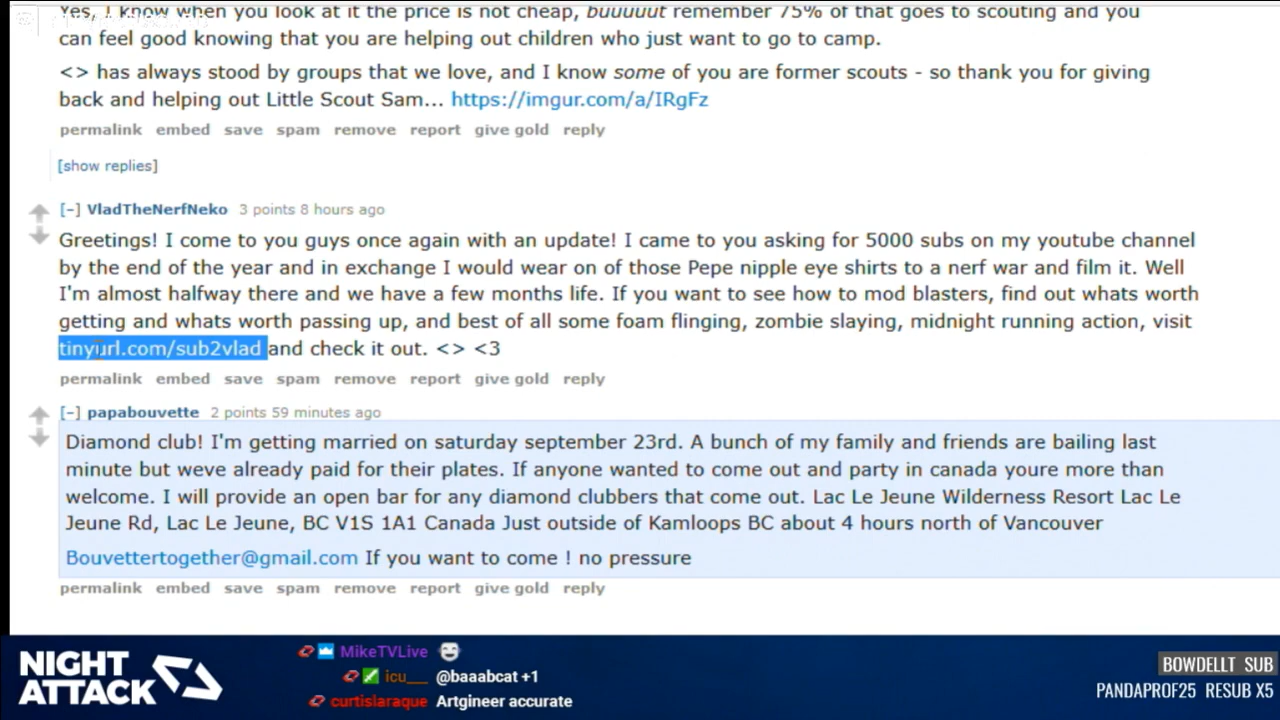 Yes, I know when you look at it the price is not cheap, buuuuut remember 75% of that goes to scouting and you
can feel good knowing that you are helping out children who just want to go to camp.
<> has always stood by groups that we love, and I know some of you are former scouts - so thank you for giving
back and helping out Little Scout Sam... https://imgur.com/a/IRgFz
permalink embed save spam remove report give gold reply
[show replies]
[-] VladTheNerfNeko 3 points 8 hours ago
Greetings! I come to you guys once again with an update! I came to you asking for 5000 subs on my youtube channel
by the end of the year and in exchange I would wear on of those Pepe nipple eye shirts to a nerf war and film it. Well
I'm almost halfway there and we have a few months life. If you want to see how to mod blasters, find out whats worth
getting and whats worth passing up, and best of all some foam flinging, zombie slaying, midnight running action, visit
tinyurl.com/sub2vlad and check it out. <> <3
permalink embed save spam remove report give gold reply
[-] papabouvette 2 points 59 minutes ago
Diamond club! I'm getting married on saturday september 23rd. A bunch of my family and friends are bailing last
minute but weve already paid for their plates. If anyone wanted to come out and party in canada youre more than
welcome. I will provide an open bar for any diamond clubbers that come out. Lac Le Jeune Wilderness Resort Lac Le
Jeune Rd, Lac Le Jeune, BC V1S 1A1 Canada Just outside of Kamloops BC about 4 hours north of Vancouver
Bouvettertogether@gmail.com If you want to come ! no pressure
permalink embed save spam remove report give gold reply
NIGHT
ATTACK
MikeTVLive
icu__ @baaabcat +1
curtislaraque Artgineer accurate
BOWDELLT SUB
PANDAPROF25 RESUB X5